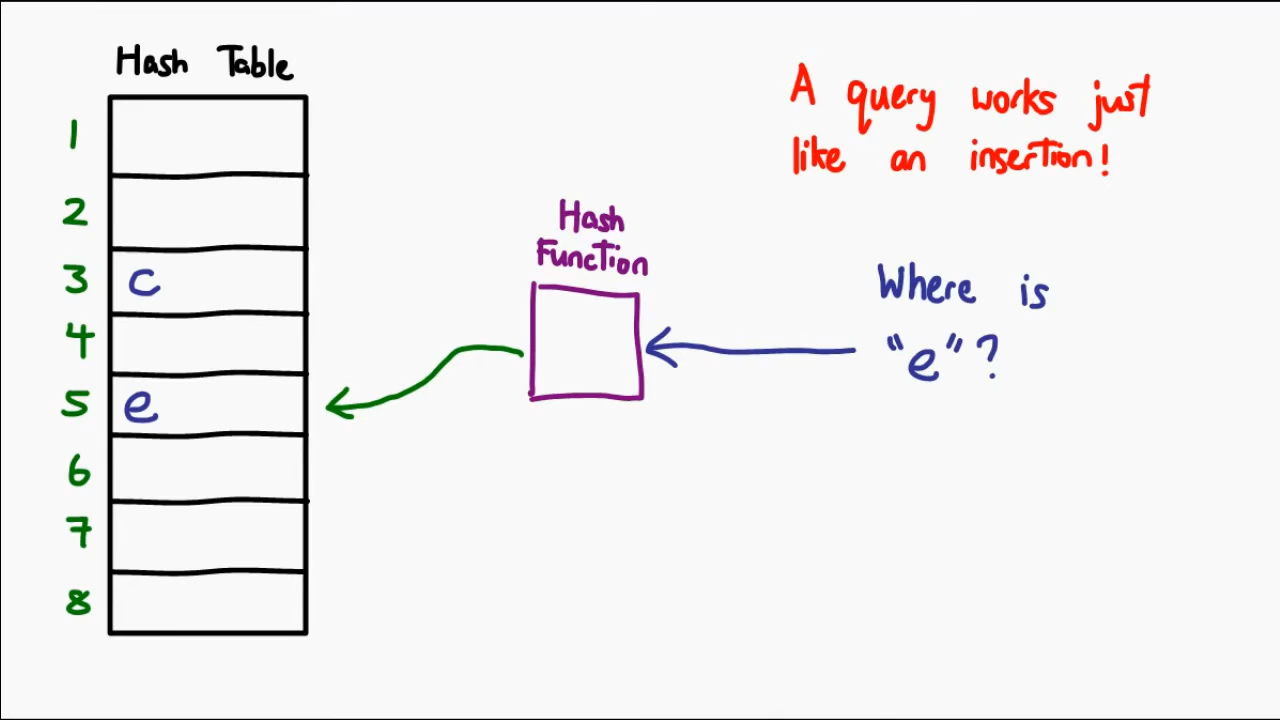 Hash Table
1
2
3 c
4
5 e
6
7
8
Hash
Function
A query works just
like an insertion!
Where is
"e"?